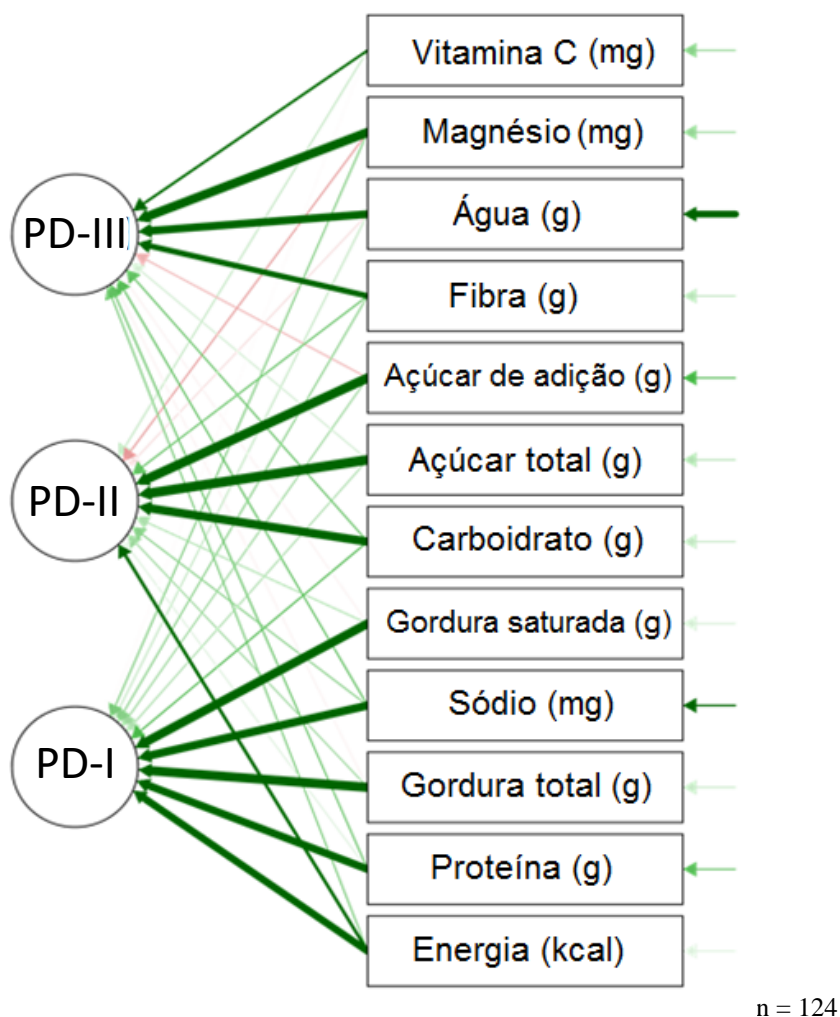 Vitamina C (mg)
Magnésio (mg)
Água (g)
PD-III
Fibra (g)
Açúcar de adição (g)
Açúcar total (g)
PD-II
Carboidrato (g)
Gordura saturada (g)
Sódio (mg)
PD-I
Gordura total (g)
Proteína (g)
Energia (kcal)
n = 124